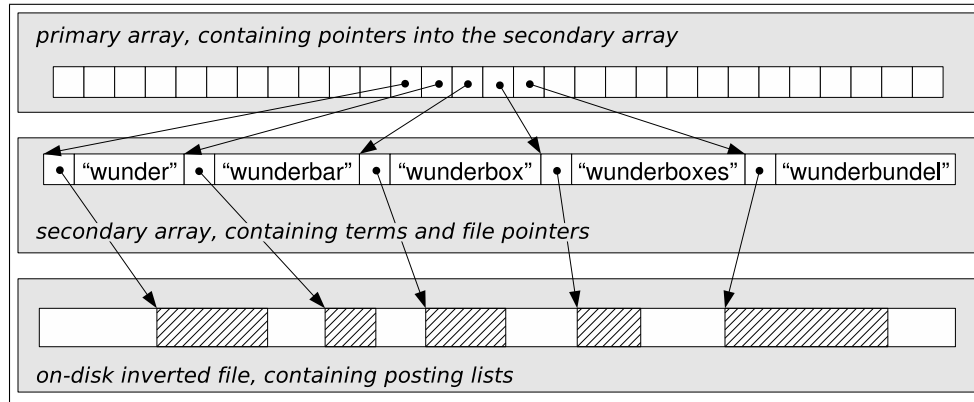 primary array, containing pointers into the secondary array
“wunder” “wunderbar” “wunderbox” “wunderboxes” “wunderbundel”
secondary array, containing terms and file pointers
on-disk inverted file, containing posting lists